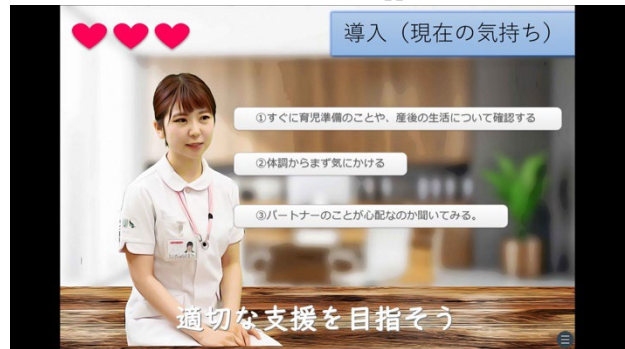 導入（現在の気持ち）
①すぐに育児準備のことや、産後の生活について確認する
②体調からまず気にかける
③パートナーのことが心配なのか聞いてみる。
適切な支援を目指そう